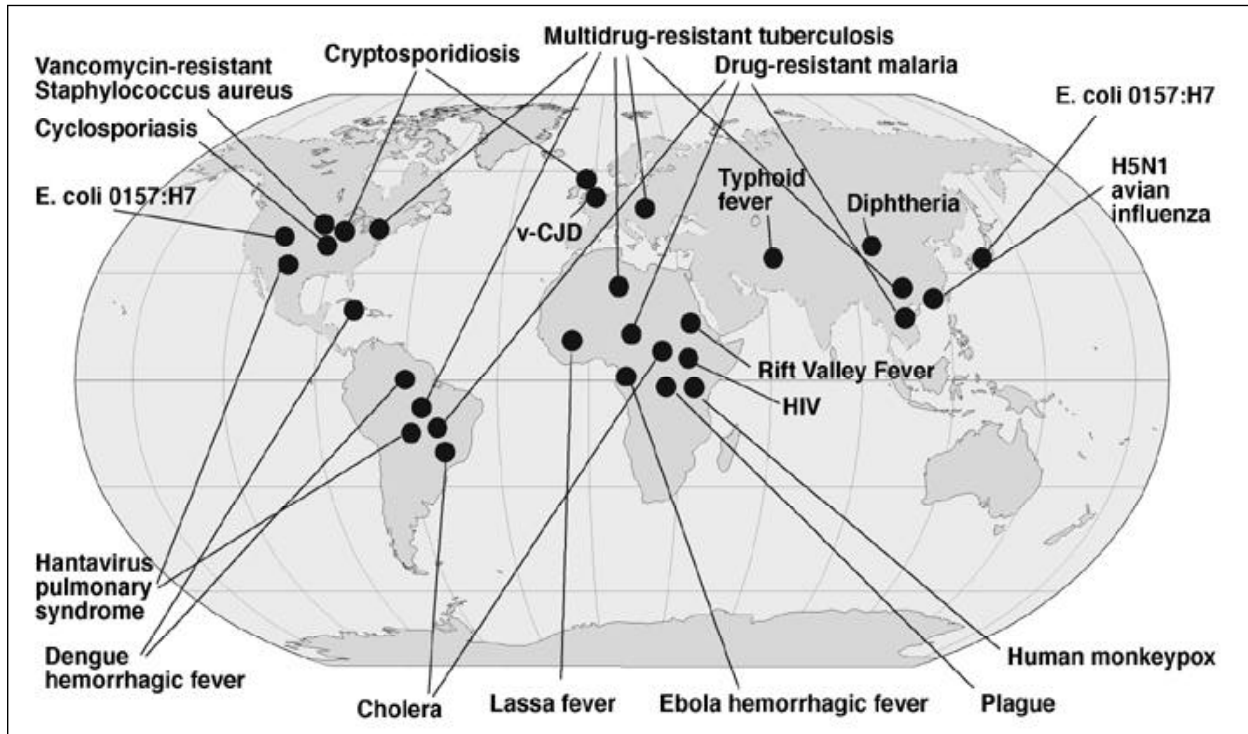 Multidrug-resistant tuberculosis
Cryptosporidiosis
Drug-resistant malaria
Vancomycin-resistant
Staphylococcus aureus
Cyclosporiasis
E. coli 0157:H7
E. coli 0157:H7
H5N1
avian
influenza
Typhoid
fever
Diphtheria
v-CJD
Rift Valley Fever
HIV
Hantavirus
pulmonary
syndrome
Dengue
hemorrhagic fever
Cholera
Lassa fever
Ebola hemorrhagic fever
Plague
Human monkeypox